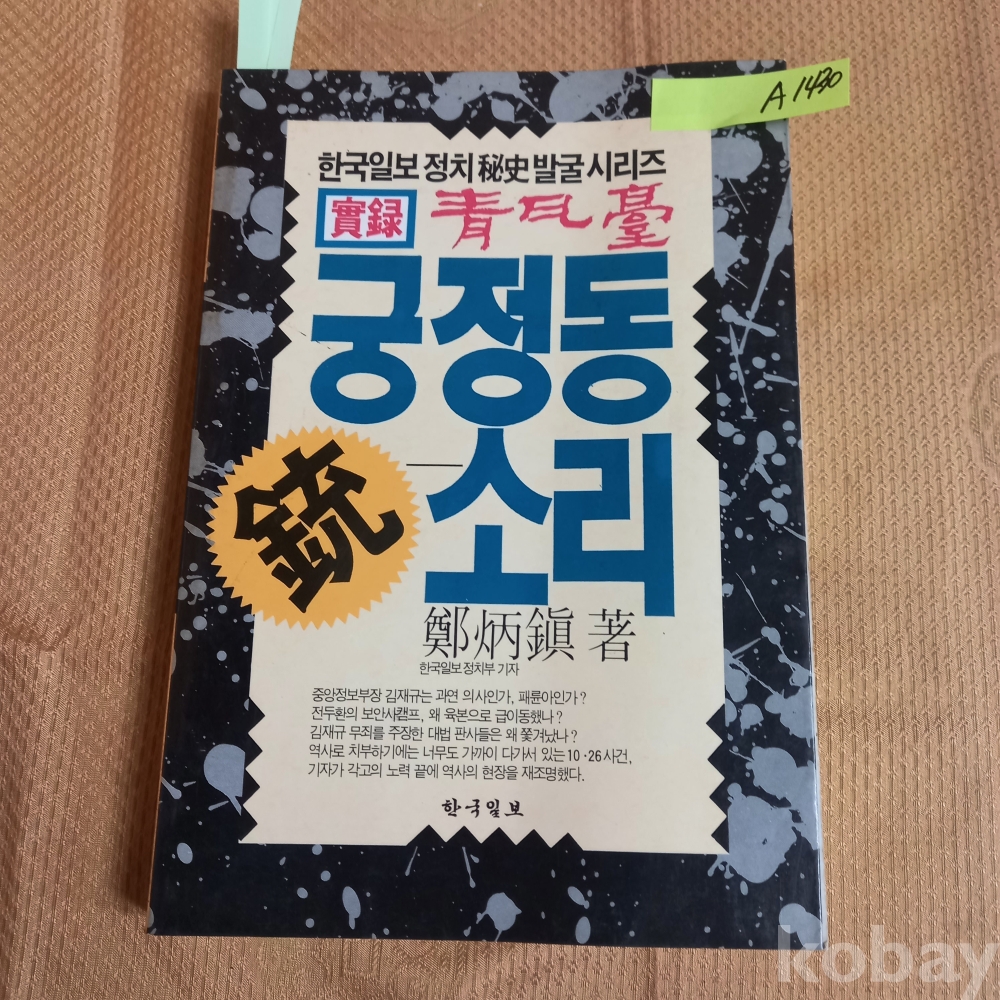 A 1430
한국일보 정치 秘史 발굴 시리즈
實録 青瓦臺
궁정동
銃소리
鄭炳鎭 著
한국일보 정치부 기자
중앙정보부장 김재규는 과연 의사인가, 패륜아인가?
전두환의 보안사캠프, 왜 육본으로 급이동했나?
김재규 무죄를 주장한 대법 판사들은 왜 쫓겨났나?
역사로 치부하기에는 너무도 가까이 다가서 있는 10·26사건,
기자가 각고의 노력 끝에 역사의 현장을 재조명했다.
한국일보
kobay